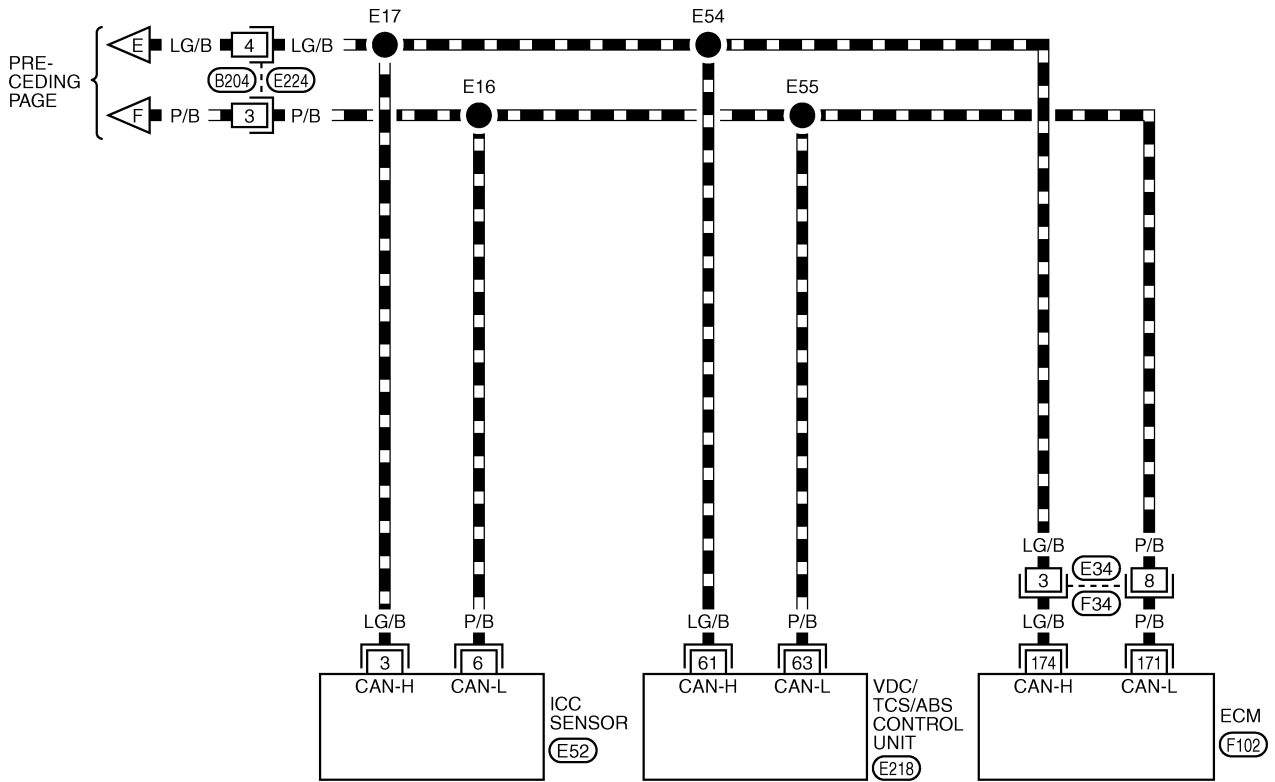 E17
E54
PRE-
CEDING
PAGE
E LG/B 4 LG/B
B204 E224
E16
E55
F P/B 3 P/B
LG/B P/B
3 E34 8
F34
LG/B P/B LG/B P/B LG/B P/B
3 6 61 63 174 171
CAN-H CAN-L CAN-H CAN-L CAN-H CAN-L
ICC
SENSOR
E52
VDC/
TCS/ABS
CONTROL
UNIT
E218
ECM
F102